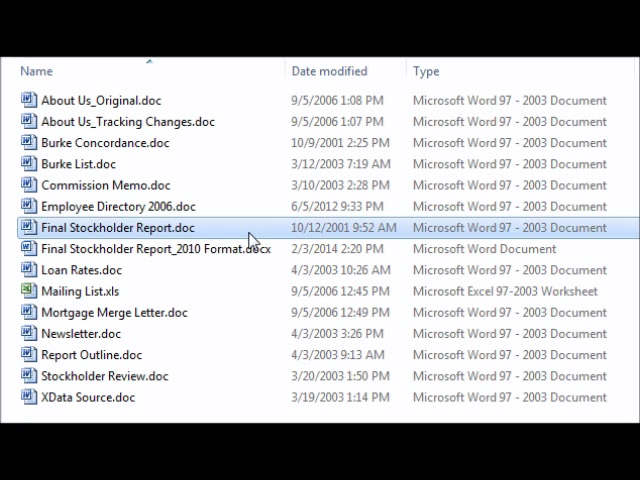 Name Date modified Type
About Us_Original.doc 9/5/2006 1:08 PM Microsoft Word 97 - 2003 Document
About Us_Tracking Changes.doc 9/5/2006 1:07 PM Microsoft Word 97 - 2003 Document
Burke Concordance.doc 10/9/2001 2:25 PM Microsoft Word 97 - 2003 Document
Burke List.doc 3/12/2003 7:19 AM Microsoft Word 97 - 2003 Document
Commission Memo.doc 3/10/2003 2:28 PM Microsoft Word 97 - 2003 Document
Employee Directory 2006.doc 6/5/2012 9:33 PM Microsoft Word 97 - 2003 Document
Final Stockholder Report.doc 10/12/2001 9:52 AM Microsoft Word 97 - 2003 Document
Final Stockholder Report_2010 Format.docx 2/3/2014 2:20 PM Microsoft Word Document
Loan Rates.doc 4/3/2003 10:26 AM Microsoft Word 97 - 2003 Document
Mailing List.xls 9/5/2006 12:45 PM Microsoft Excel 97-2003 Worksheet
Mortgage Merge Letter.doc 9/5/2006 12:49 PM Microsoft Word 97 - 2003 Document
Newsletter.doc 4/3/2003 3:26 PM Microsoft Word 97 - 2003 Document
Report Outline.doc 4/3/2003 9:13 AM Microsoft Word 97 - 2003 Document
Stockholder Review.doc 3/20/2003 1:50 PM Microsoft Word 97 - 2003 Document
XData Source.doc 3/19/2003 1:14 PM Microsoft Word 97 - 2003 Document